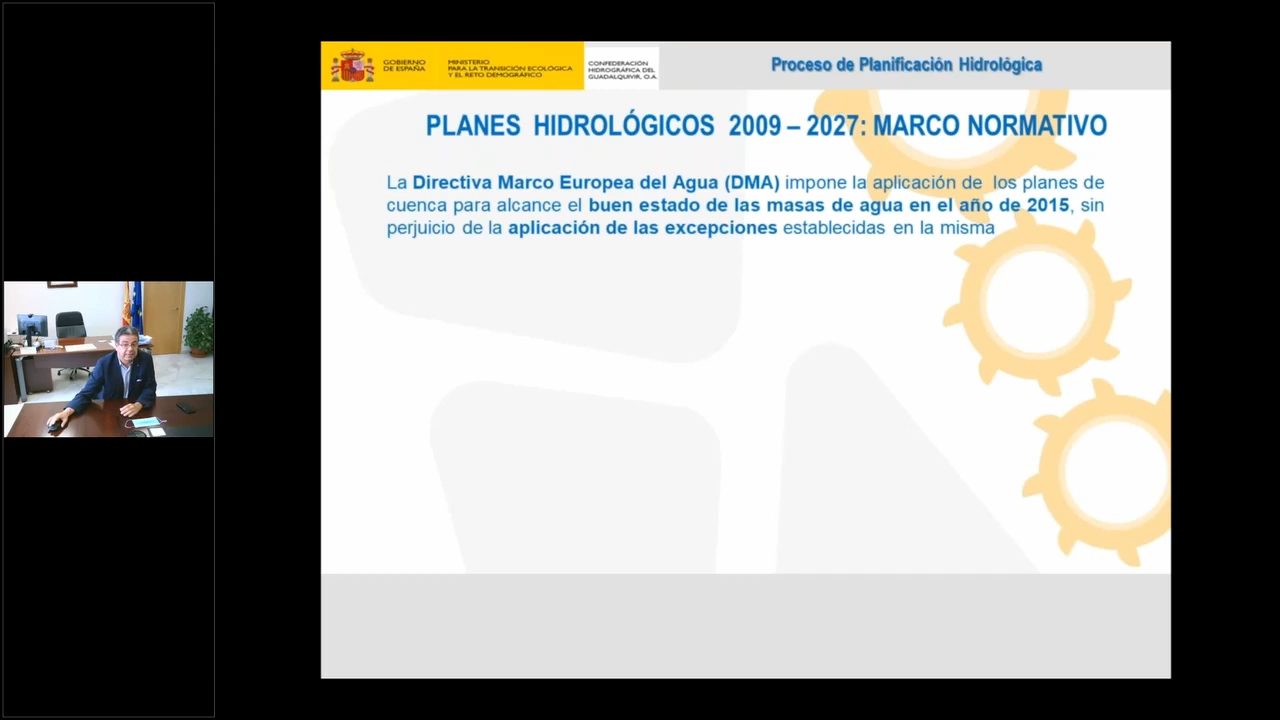 GOBIERNO
DE ESPAÑA
MINISTERIO
PARA LA TRANSICIÓN ECOLÓGICA
Y EL RETO DEMOGRÁFICO
CONFEDERACIÓN
HIDROGRÁFICA DEL
GUADALQUIVIR, O.A.
Proceso de Planificación Hidrológica
PLANES HIDROLÓGICOS 2009 – 2027: MARCO NORMATIVO
La Directiva Marco Europea del Agua (DMA) impone la aplicación de los planes de
cuenca para alcance el buen estado de las masas de agua en el año de 2015, sin
perjuicio de la aplicación de las excepciones establecidas en la misma